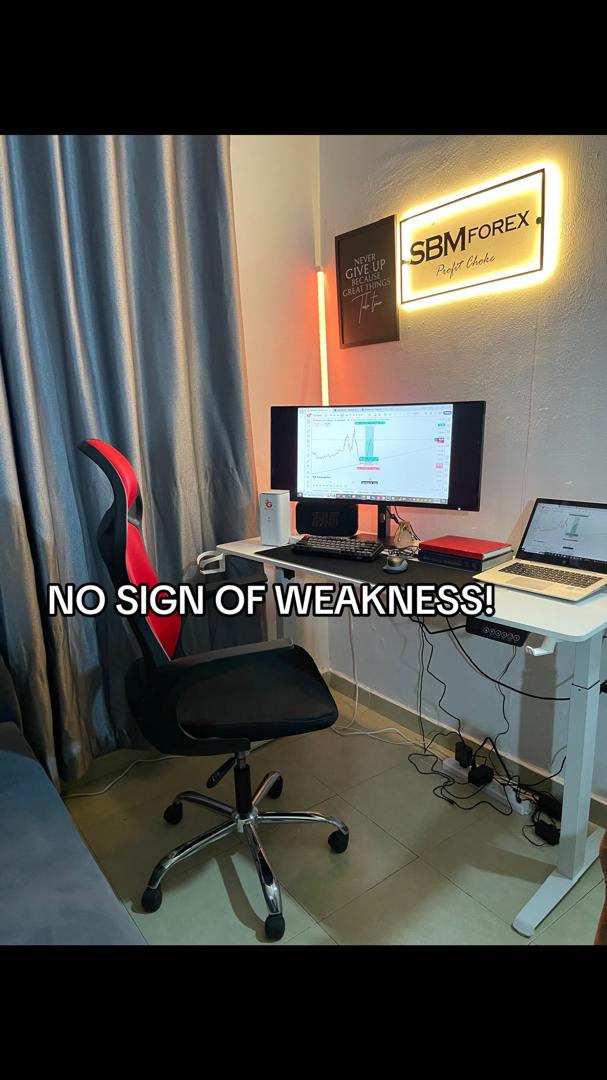 SBM FOREX
Profit Choke
NEVER
GIVE UP
BECAUSE
GREAT THINGS
Take time
NO SIGN OF WEAKNESS!